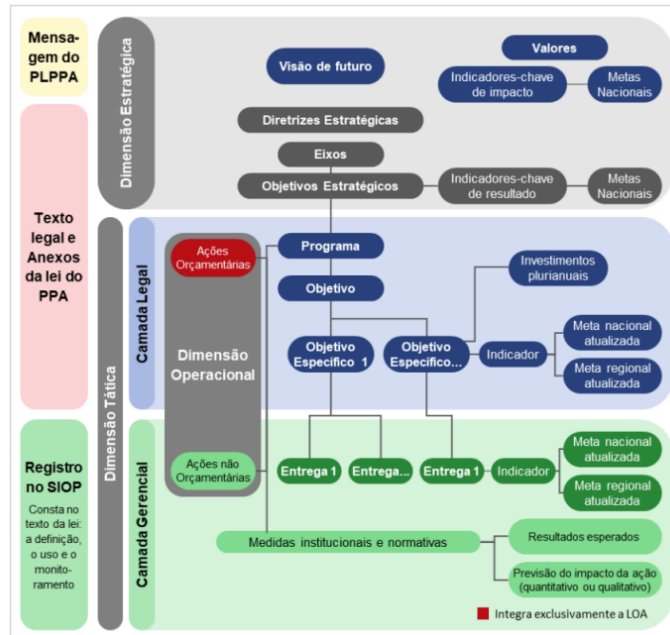 Mensa-
gem do
PLPPA
Texto
legal e
Anexos
da lei do
PPA
Registro
no SIOP
Consta no
texto da lei:
a definição,
o uso e o
monito-
ramento
Dimensão Estratégica
Visão de futuro
Valores
Indicadores-chave
de impacto
Metas
Nacionais
Diretrizes Estratégicas
Eixos
Objetivos Estratégicos
Indicadores-chave
de resultado
Metas
Nacionais
Dimensão Tática
Camada Legal
Ações
Orçamentárias
Dimensão
Operacional
Ações não
Orçamentárias
Programa
Objetivo
Investimentos
plurianuais
Objetivo
Específico 1
Objetivo
Específico...
Indicador
Meta nacional
atualizada
Meta regional
atualizada
Camada Gerencial
Entrega 1
Entrega...
Entrega 1
Indicador
Meta nacional
atualizada
Meta regional
atualizada
Medidas institucionais e normativas
Resultados esperados
Previsão do impacto da ação
(quantitativo ou qualitativo)
Integra exclusivamente a LOA